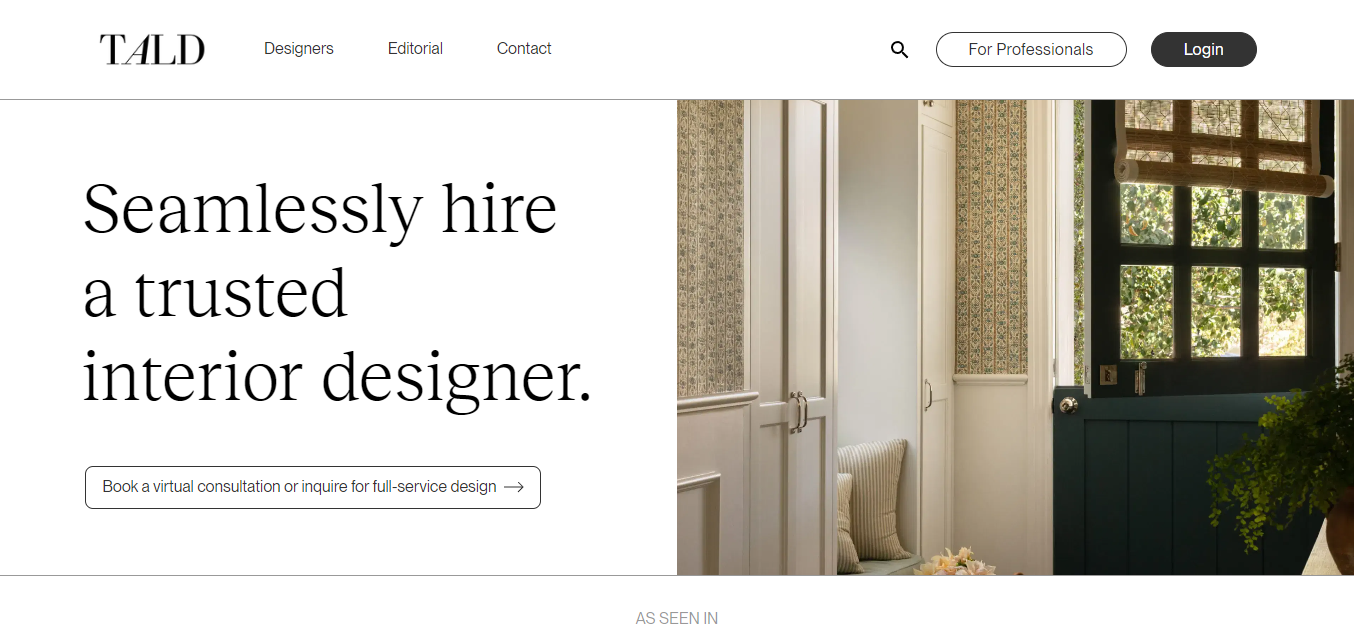 TALD
Designers
Editorial
Contact
For Professionals
Login
Seamlessly hire
a trusted
interior designer.
Book a virtual consultation or inquire for full-service design
AS SEEN IN